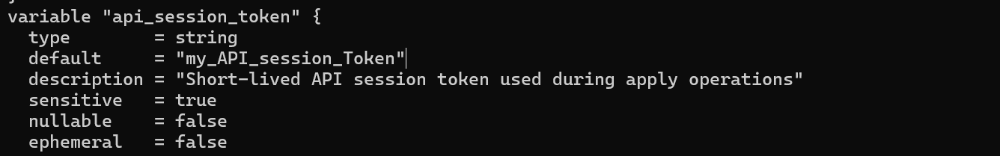 variable "api_session_token" {
  type        = string
  default     = "my_API_session_Token"
  description = "Short-lived API session token used during apply operations"
  sensitive   = true
  nullable    = false
  ephemeral   = false